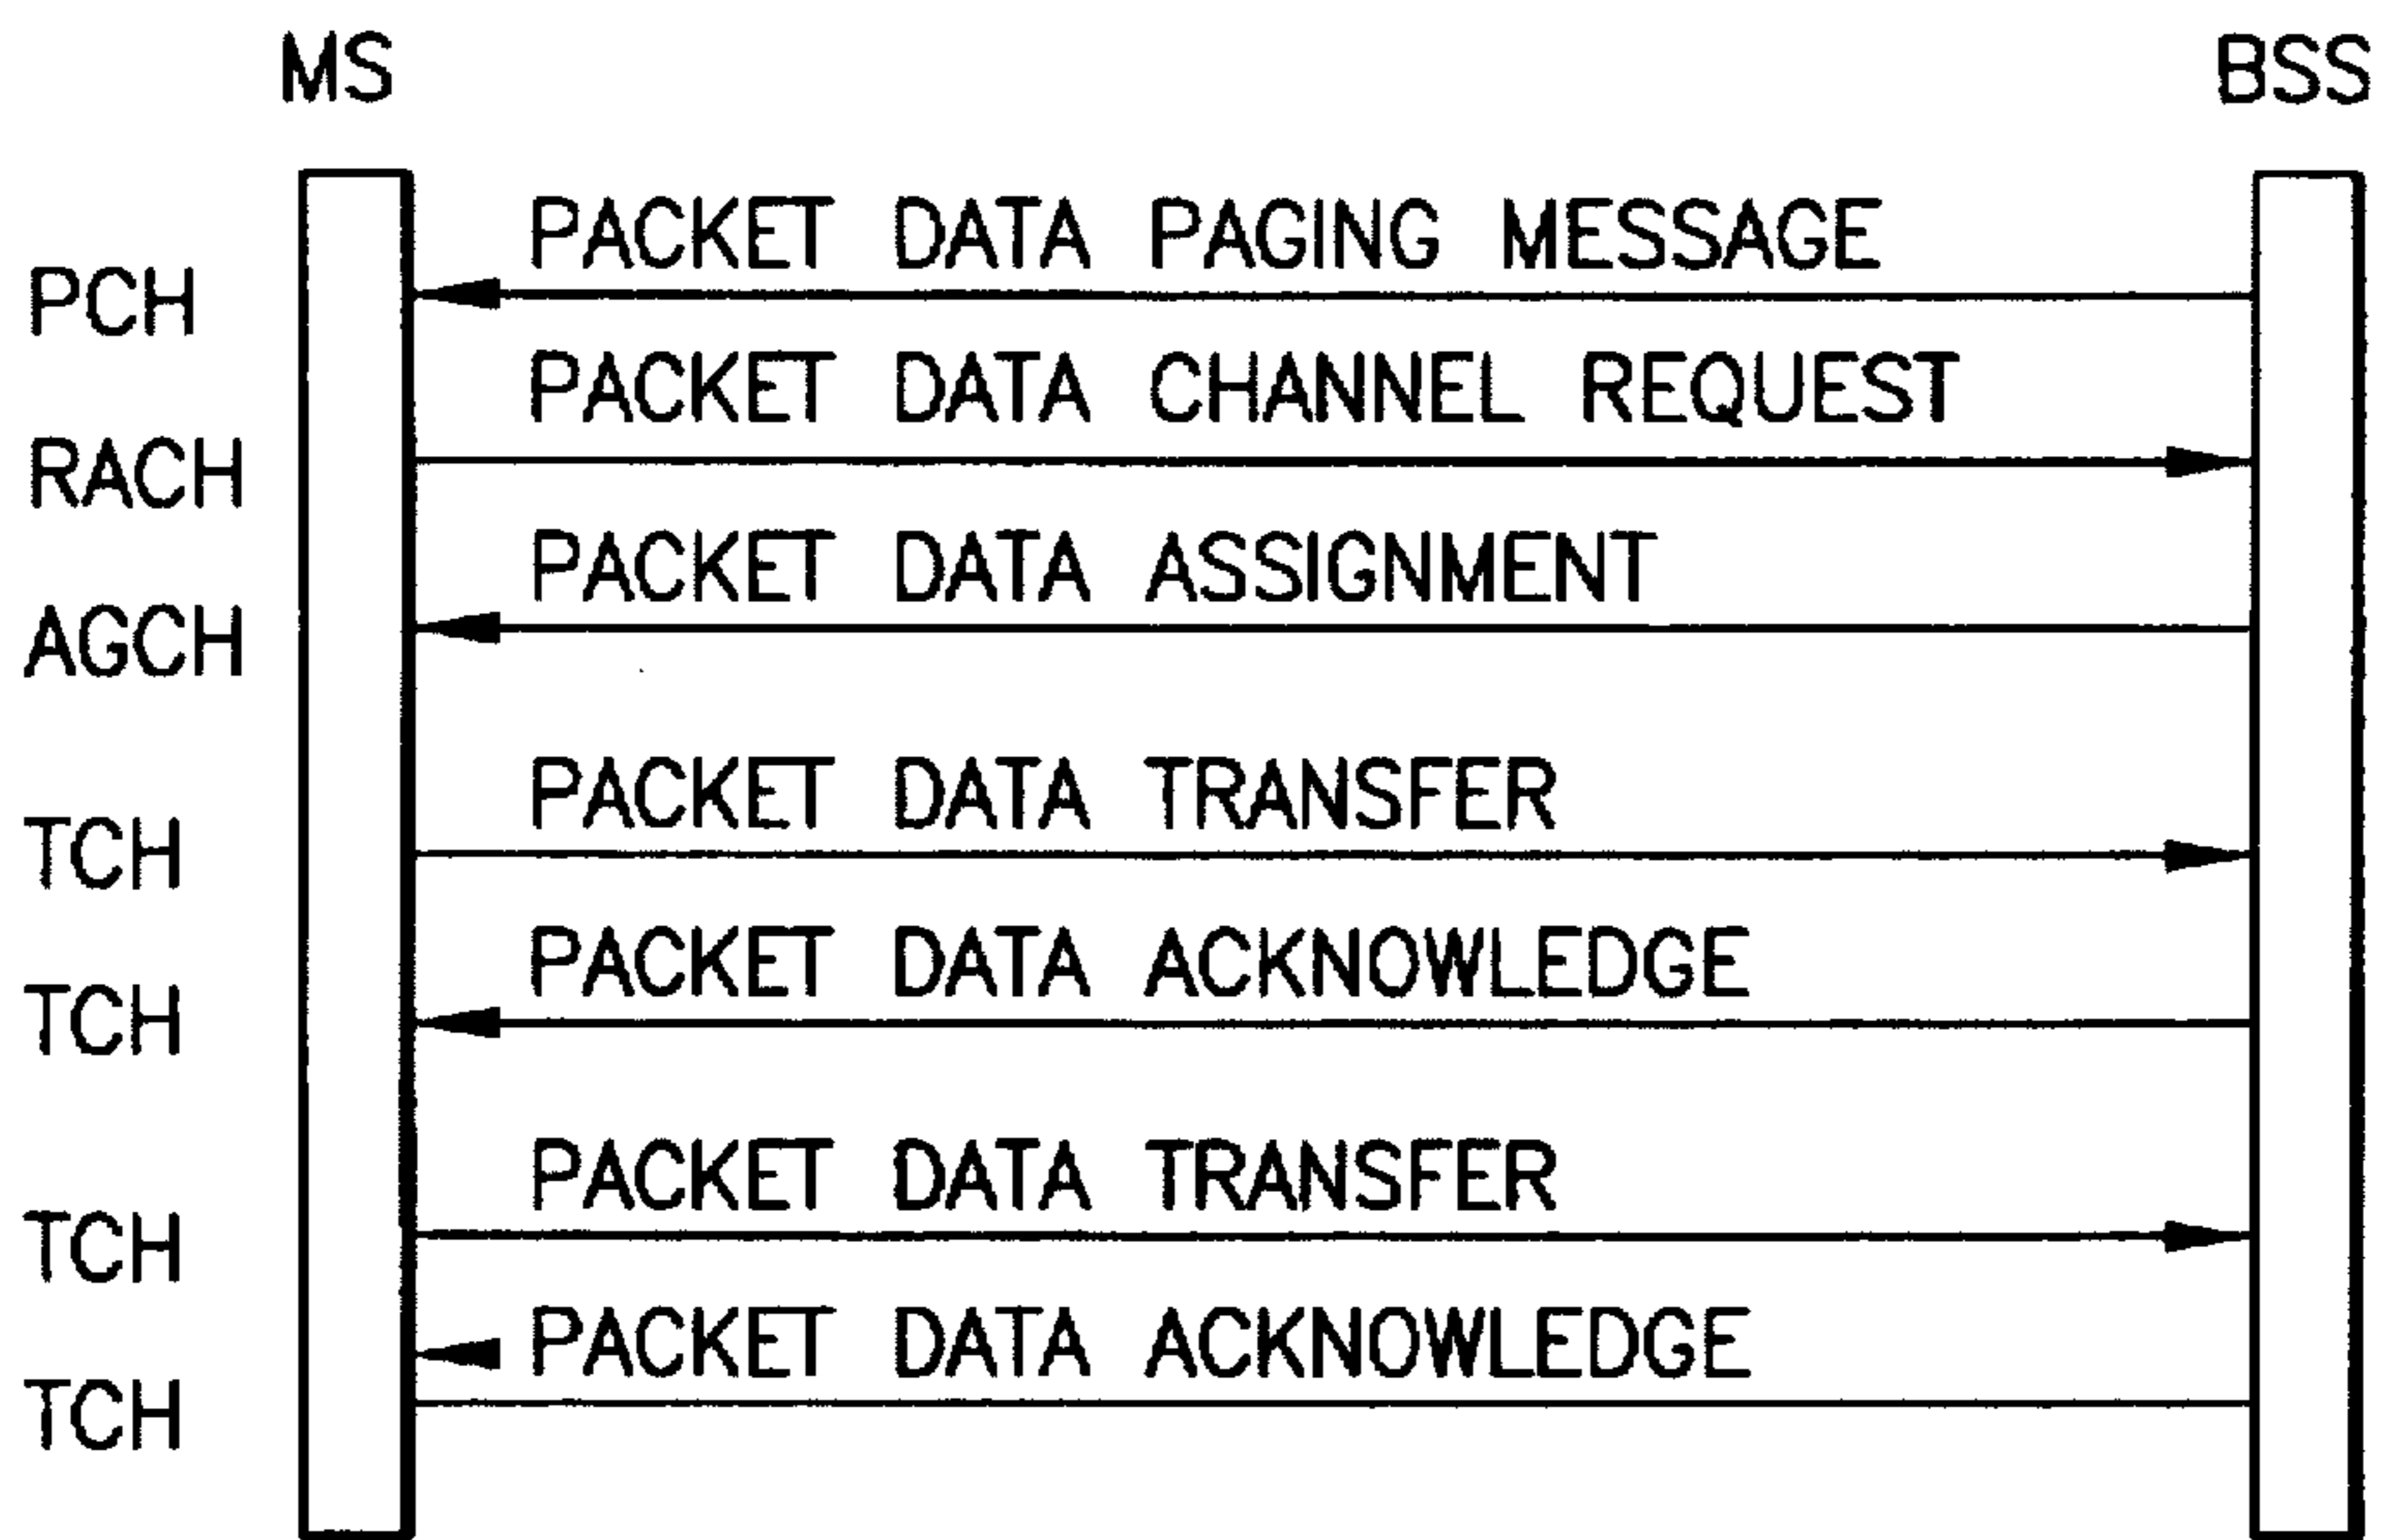 MS BSS
PACKET DATA PAGING MESSAGE
PCH
PACKET DATA CHANNEL REQUEST
RACH
PACKET DATA ASSIGNMENT
AGCH
PACKET DATA TRANSFER
TCH
PACKET DATA ACKNOWLEDGE
TCH
PACKET DATA TRANSFER
TCH
PACKET DATA ACKNOWLEDGE
TCH